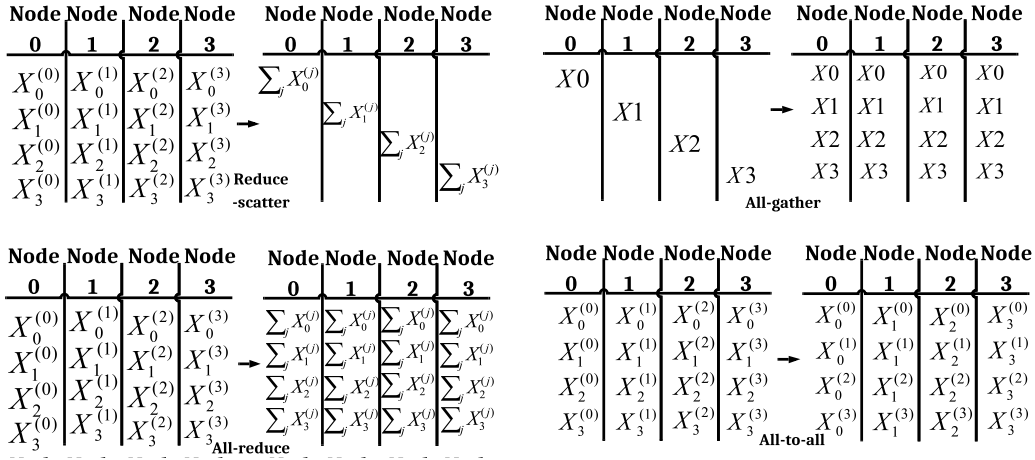 Node Node Node Node Node Node Node Node
0 1 2 3 0 1 2 3
X_0^{(0)} X_0^{(1)} X_0^{(2)} X_0^{(3)} ∑_j X_0^{(j)}
X_1^{(0)} X_1^{(1)} X_1^{(2)} X_1^{(3)} ∑_j X_1^{(j)}
X_2^{(0)} X_2^{(1)} X_2^{(2)} X_2^{(3)} ∑_j X_2^{(j)}
X_3^{(0)} X_3^{(1)} X_3^{(2)} X_3^{(3)} ∑_j X_3^{(j)}
Reduce
-scatter
Node Node Node Node Node Node Node Node
0 1 2 3 0 1 2 3
X0 X0 X0 X0 X0
X1 X1 X1 X1 X1
X2 X2 X2 X2 X2
X3 X3 X3 X3 X3
All-gather
Node Node Node Node Node Node Node Node
0 1 2 3 0 1 2 3
X_0^{(0)} X_0^{(1)} X_0^{(2)} X_0^{(3)} ∑_j X_0^{(j)} ∑_j X_0^{(j)} ∑_j X_0^{(j)} ∑_j X_0^{(j)}
X_1^{(0)} X_1^{(1)} X_1^{(2)} X_1^{(3)} ∑_j X_1^{(j)} ∑_j X_1^{(j)} ∑_j X_1^{(j)} ∑_j X_1^{(j)}
X_2^{(0)} X_2^{(1)} X_2^{(2)} X_2^{(3)} ∑_j X_2^{(j)} ∑_j X_2^{(j)} ∑_j X_2^{(j)} ∑_j X_2^{(j)}
X_3^{(0)} X_3^{(1)} X_3^{(2)} X_3^{(3)} ∑_j X_3^{(j)} ∑_j X_3^{(j)} ∑_j X_3^{(j)} ∑_j X_3^{(j)}
All-reduce
Node Node Node Node Node Node Node Node
0 1 2 3 0 1 2 3
X_0^{(0)} X_0^{(1)} X_0^{(2)} X_0^{(3)} X_0^{(0)} X_1^{(0)} X_2^{(0)} X_3^{(0)}
X_1^{(0)} X_1^{(1)} X_1^{(2)} X_1^{(3)} X_0^{(1)} X_1^{(1)} X_2^{(1)} X_3^{(1)}
X_2^{(0)} X_2^{(1)} X_2^{(2)} X_2^{(3)} X_0^{(2)} X_1^{(2)} X_2^{(2)} X_3^{(2)}
X_3^{(0)} X_3^{(1)} X_3^{(2)} X_3^{(3)} X_0^{(3)} X_1^{(3)} X_2^{(3)} X_3^{(3)}
All-to-all